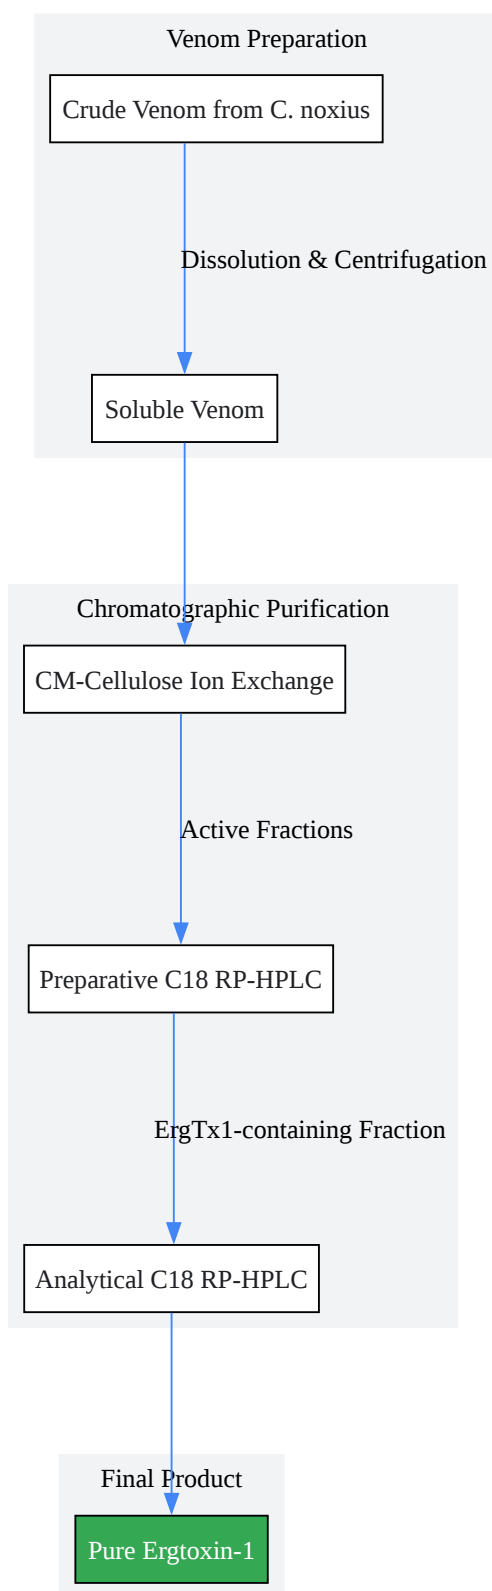 Venom Preparation
Crude Venom from C. noxius
Dissolution & Centrifugation
Soluble Venom
Chromatographic Purification
CM-Cellulose Ion Exchange
Active Fractions
Preparative C18 RP-HPLC
ErgTx1-containing Fraction
Analytical C18 RP-HPLC
Final Product
Pure Ergtoxin-1